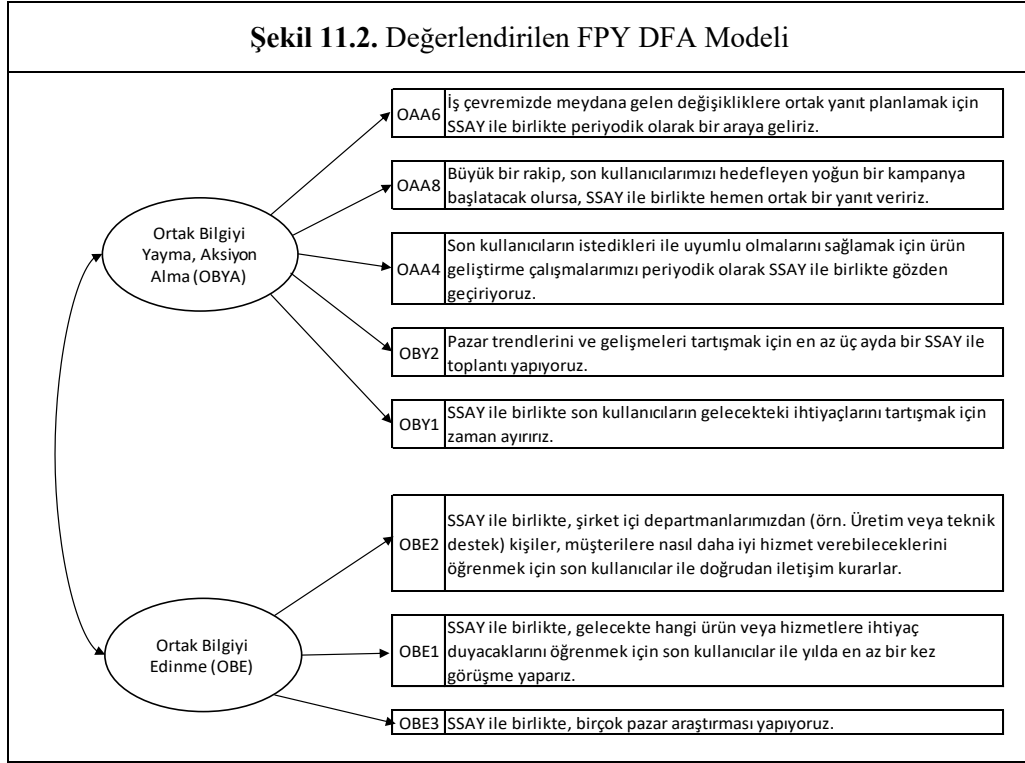 Şekil 11.2. Değerlendirilen FPY DFA Modeli
OAA6
İş çevremizde meydana gelen değişikliklere ortak yanıt planlamak için
SSAY ile birlikte periyodik olarak bir araya geliriz.
OAA8
Büyük bir rakip, son kullanıcılarımızı hedefleyen yoğun bir kampanya
başlatacak olursa, SSAY ile birlikte hemen ortak bir yanıt veririz.
Ortak Bilgiyi
Yayma, Aksiyon
Alma (OBYA)
OAA4
Son kullanıcıların istedikleri ile uyumlu olmalarını sağlamak için ürün
geliştirme çalışmalarımızı periyodik olarak SSAY ile birlikte gözden
geçiriyoruz.
OBY2
Pazar trendlerini ve gelişmeleri tartışmak için en az üç ayda bir SSAY ile
toplantı yapıyoruz.
OBY1
SSAY ile birlikte son kullanıcıların gelecekteki ihtiyaçlarını tartışmak için
zaman ayırırız.
OBE2
SSAY ile birlikte, şirket içi departmanlarımızdan (örn. Üretim veya teknik
destek) kişiler, müşterilere nasıl daha iyi hizmet verebileceklerini
öğrenmek için son kullanıcılar ile doğrudan iletişim kurarlar.
Ortak Bilgiyi
Edinme (OBE)
OBE1
SSAY ile birlikte, gelecekte hangi ürün veya hizmetlere ihtiyaç
duyacaklarını öğrenmek için son kullanıcılar ile yılda en az bir kez
görüşme yaparız.
OBE3
SSAY ile birlikte, birçok pazar araştırması yapıyoruz.